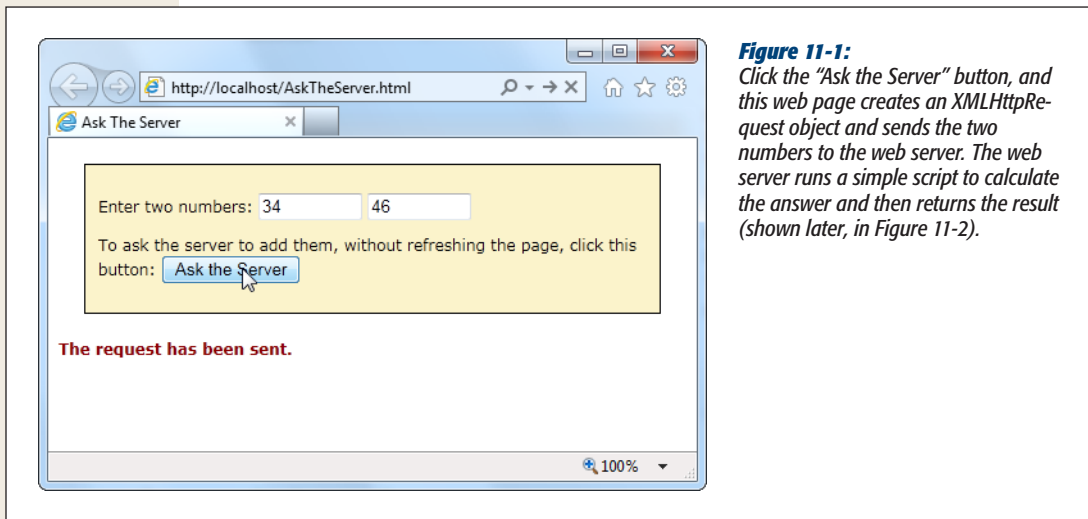 http://localhost/AskTheServer.html
Ask The Server
Enter two numbers: 34 46
To ask the server to add them, without refreshing the page, click this
button: Ask the Server
The request has been sent.
100%
Figure 11-1:
Click the “Ask the Server” button, and
this web page creates an XMLHttpRe-
quest object and sends the two
numbers to the web server. The web
server runs a simple script to calculate
the answer and then returns the result
(shown later, in Figure 11-2).